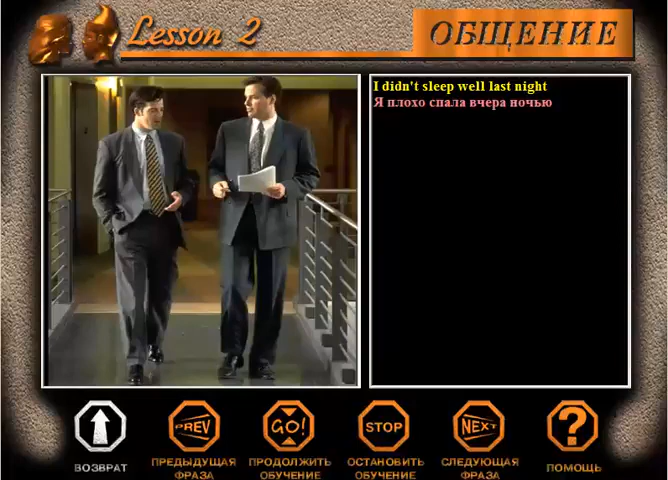 Lesson 2
ОБЩЕНИЕ
I didn't sleep well last night
Я плохо спала вчера ночью
PREV
GO!
STOP
NEXT
?
ВОЗВРАТ
ПРЕДЫДУЩАЯ
ФРАЗА
ПРОДОЛЖИТЬ
ОБУЧЕНИЕ
ОСТАНОВИТЬ
ОБУЧЕНИЕ
СЛЕДУЮЩАЯ
ФРАЗА
ПОМОЩЬ